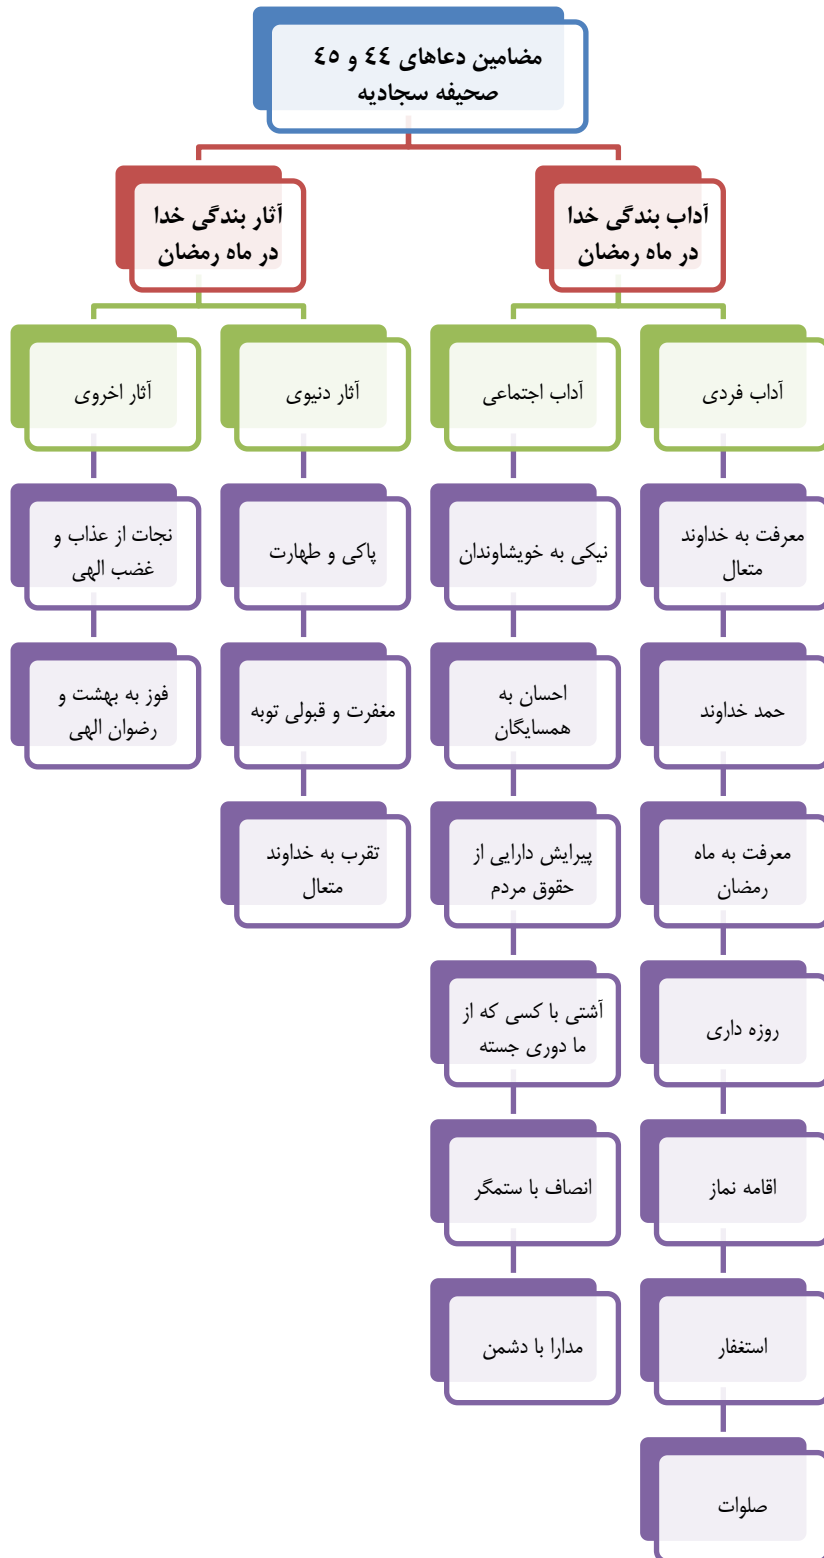 مضامین دعاهای ٤٤ و ٤٥
صحیفه سجادیه
آداب بندگی خدا
در ماه رمضان
آثار بندگی خدا
در ماه رمضان
آداب فردی
آداب اجتماعی
آثار دنیوی
آثار اخروی
معرفت به خداوند
متعال
حمد خداوند
معرفت به ماه
رمضان
روزه داری
اقامه نماز
استغفار
صلوات
نیکی به خویشاوندان
احسان به
همسایگان
پیرایش دارایی از
حقوق مردم
آشتی با کسی که از
ما دوری جسته
انصاف با ستمگر
مدارا با دشمن
پاکی و طهارت
مغفرت و قبولی توبه
تقرب به خداوند
متعال
نجات از عذاب و
غضب الهی
فوز به بهشت و
رضوان الهی